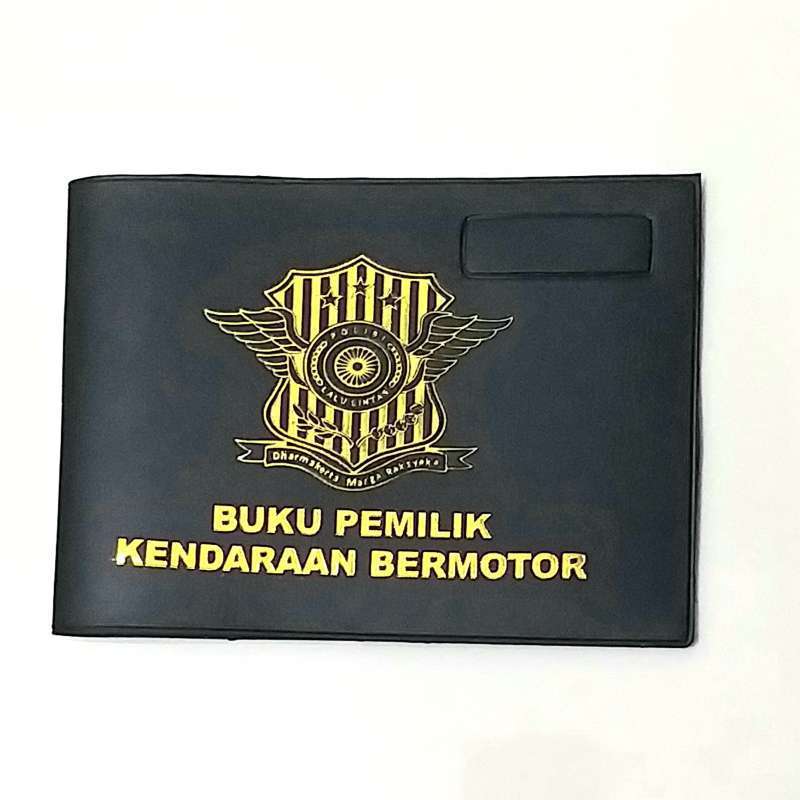 POLISI
LALU LINTAS
Dharmakerta Marga Raksyaka
BUKU PEMILIK
KENDARAAN BERMOTOR